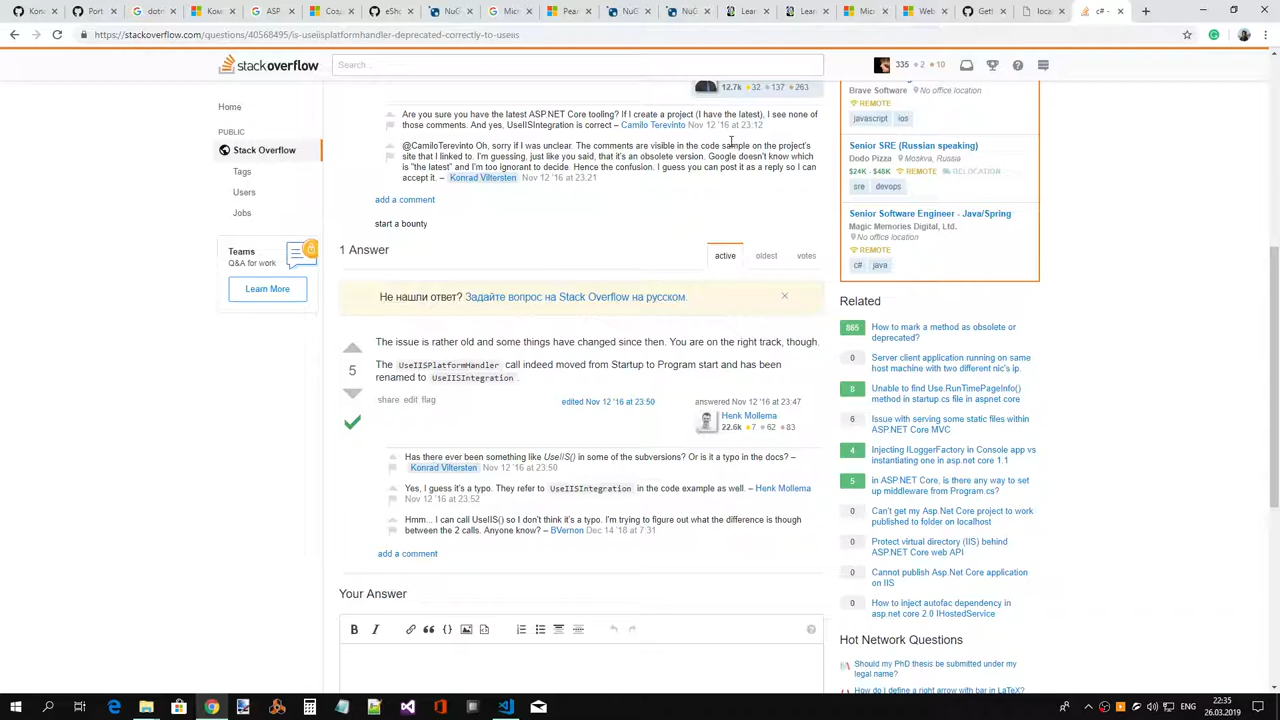 Kow
Port
goto
Kow
Cop
eSho
NuG
Micr
Pear
NuG
NuG
Lear
Lear
Micr
Get
loca
c# -
https://stackoverflow.com/questions/40568495/is-useiisplatformhandler-deprecated-correctly-to-useiis
stackoverflow
Search...
335 2 10
Home
PUBLIC
Stack Overflow
Tags
Users
Jobs
Teams
Q&A for work
Learn More
12.7k 32 137 263
Are you sure you have the latest ASP.NET Core tooling? If I create a project (I have the latest), I see none of
those comments. And yes, UseIISIntegration is correct – Camilo Terevinto Nov 12 '16 at 23:12
@CamiloTerevinto Oh, sorry if I was unclear. The comments are visible in the code sample on the project's
site that I linked to. I'm guessing, just like you said, that it's an obsolete version. Google doesn't know which
is "the latest" and I'm too ignorant to decide. Hence the confusion. I guess you can post it as a reply so I can
accept it. – Konrad Viltersten Nov 12 '16 at 23:21
add a comment
start a bounty
1 Answer
active oldest votes
Не нашли ответ? Задайте вопрос на Stack Overflow на русском.
The issue is rather old and some things have changed since then. You are on the right track, though.
5
The UseIISPlatformHandler call indeed moved from Startup to Program start and has been
renamed to UseIISIntegration .
share edit flag
edited Nov 12 '16 at 23:50
answered Nov 12 '16 at 23:47
Henk Mollema
22.6k 7 62 83
Has there ever been something like UseIIS() in some of the subversions? Or is it a typo in the docs? –
Konrad Viltersten Nov 12 '16 at 23:50
Yes, I guess it's a typo. They refer to UseIISIntegration in the code example as well. – Henk Mollema
Nov 12 '16 at 23:52
Hmm... I can call UseIIS() so I don't think it's a typo. I'm trying to figure out what the difference is though
between the 2 calls. Anyone know? – BVernon Dec 14 '18 at 7:31
add a comment
Your Answer
Brave Software No office location
REMOTE
javascript ios
Senior SRE (Russian speaking)
Dodo Pizza Moskva, Russia
$24K - $48K REMOTE RELOCATION
sre devops
Senior Software Engineer - Java/Spring
Magic Memories Digital, Ltd.
No office location
REMOTE
c# java
Related
865 How to mark a method as obsolete or
deprecated?
0 Server client application running on same
host machine with two different nic's ip.
8 Unable to find Use.RunTimePageInfo()
method in startup.cs file in aspnet core
6 Issue with serving some static files within
ASP.NET Core MVC
4 Injecting ILoggerFactory in Console app vs
instantiating one in asp.net core 1.1
5 in ASP.NET Core, is there any way to set
up middleware from Program.cs?
0 Can't get my Asp.Net Core project to work
published to folder on localhost
0 Protect virtual directory (IIS) behind
ASP.NET Core web API
0 Cannot publish Asp.Net Core application
on IIS
0 How to inject autofac dependency in
asp.net core 2.0 IHostedService
Hot Network Questions
Should my PhD thesis be submitted under my
legal name?
How do I define a right arrow with bar in LaTeX?
ENG
22:35
26.03.2019